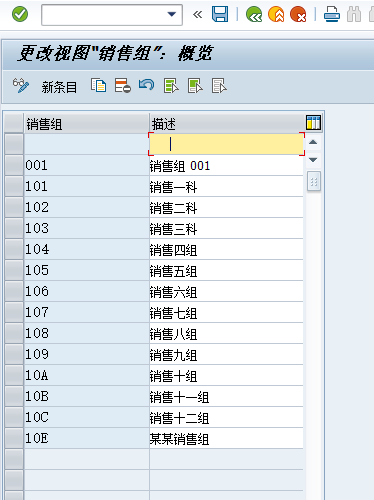 更改视图“销售组”：概览
新条目
销售组 描述
001 销售组 001
101 销售一科
102 销售二科
103 销售三科
104 销售四组
105 销售五组
106 销售六组
107 销售七组
108 销售八组
109 销售九组
10A 销售十组
10B 销售十一组
10C 销售十二组
10E 某某销售组